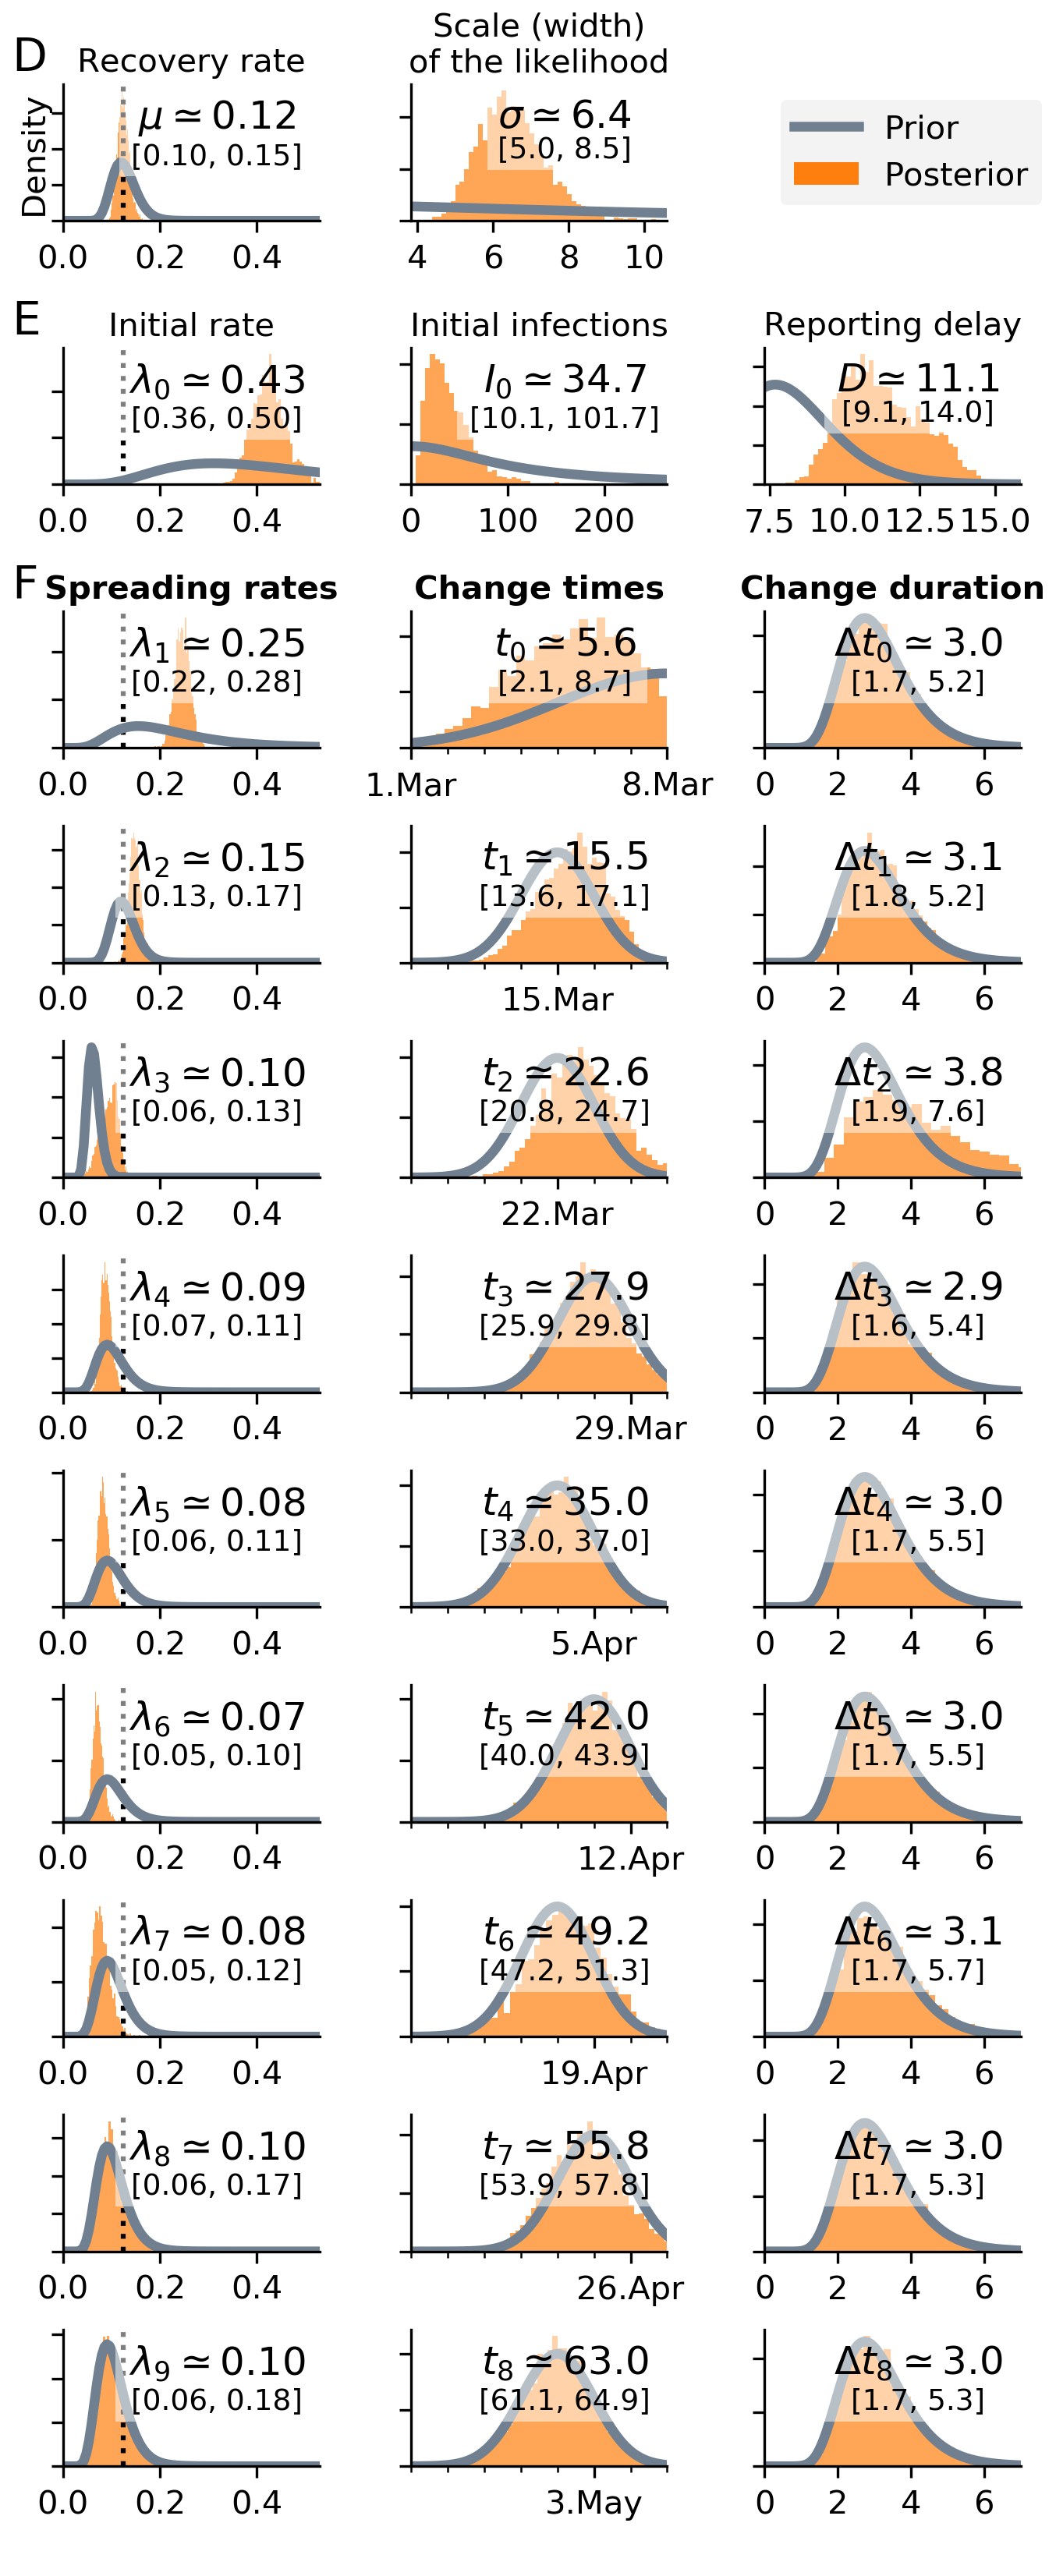 D
Recovery rate
Scale (width)
of the likelihood
Density
μ ≃ 0.12
[0.10, 0.15]
0.0 0.2 0.4
σ ≃ 6.4
[5.0, 8.5]
4 6 8 10
Prior
Posterior
E
Initial rate
λ0 ≃ 0.43
[0.36, 0.50]
0.0 0.2 0.4
Initial infections
I0 ≃ 34.7
[10.1, 101.7]
0 100 200
Reporting delay
D ≃ 11.1
[9.1, 14.0]
7.5 10.0 12.5 15.0
F
Spreading rates
Change times
Change duration
λ1 ≃ 0.25
[0.22, 0.28]
0.0 0.2 0.4
t0 ≃ 5.6
[2.1, 8.7]
1.Mar 8.Mar
Δt0 ≃ 3.0
[1.7, 5.2]
0 2 4 6
λ2 ≃ 0.15
[0.13, 0.17]
0.0 0.2 0.4
t1 ≃ 15.5
[13.6, 17.1]
15.Mar
Δt1 ≃ 3.1
[1.8, 5.2]
0 2 4 6
λ3 ≃ 0.10
[0.06, 0.13]
0.0 0.2 0.4
t2 ≃ 22.6
[20.8, 24.7]
22.Mar
Δt2 ≃ 3.8
[1.9, 7.6]
0 2 4 6
λ4 ≃ 0.09
[0.07, 0.11]
0.0 0.2 0.4
t3 ≃ 27.9
[25.9, 29.8]
29.Mar
Δt3 ≃ 2.9
[1.6, 5.4]
0 2 4 6
λ5 ≃ 0.08
[0.06, 0.11]
0.0 0.2 0.4
t4 ≃ 35.0
[33.0, 37.0]
5.Apr
Δt4 ≃ 3.0
[1.7, 5.5]
0 2 4 6
λ6 ≃ 0.07
[0.05, 0.10]
0.0 0.2 0.4
t5 ≃ 42.0
[40.0, 43.9]
12.Apr
Δt5 ≃ 3.0
[1.7, 5.5]
0 2 4 6
λ7 ≃ 0.08
[0.05, 0.12]
0.0 0.2 0.4
t6 ≃ 49.2
[47.2, 51.3]
19.Apr
Δt6 ≃ 3.1
[1.7, 5.7]
0 2 4 6
λ8 ≃ 0.10
[0.06, 0.17]
0.0 0.2 0.4
t7 ≃ 55.8
[53.9, 57.8]
26.Apr
Δt7 ≃ 3.0
[1.7, 5.3]
0 2 4 6
λ9 ≃ 0.10
[0.06, 0.18]
0.0 0.2 0.4
t8 ≃ 63.0
[61.1, 64.9]
3.May
Δt8 ≃ 3.0
[1.7, 5.3]
0 2 4 6